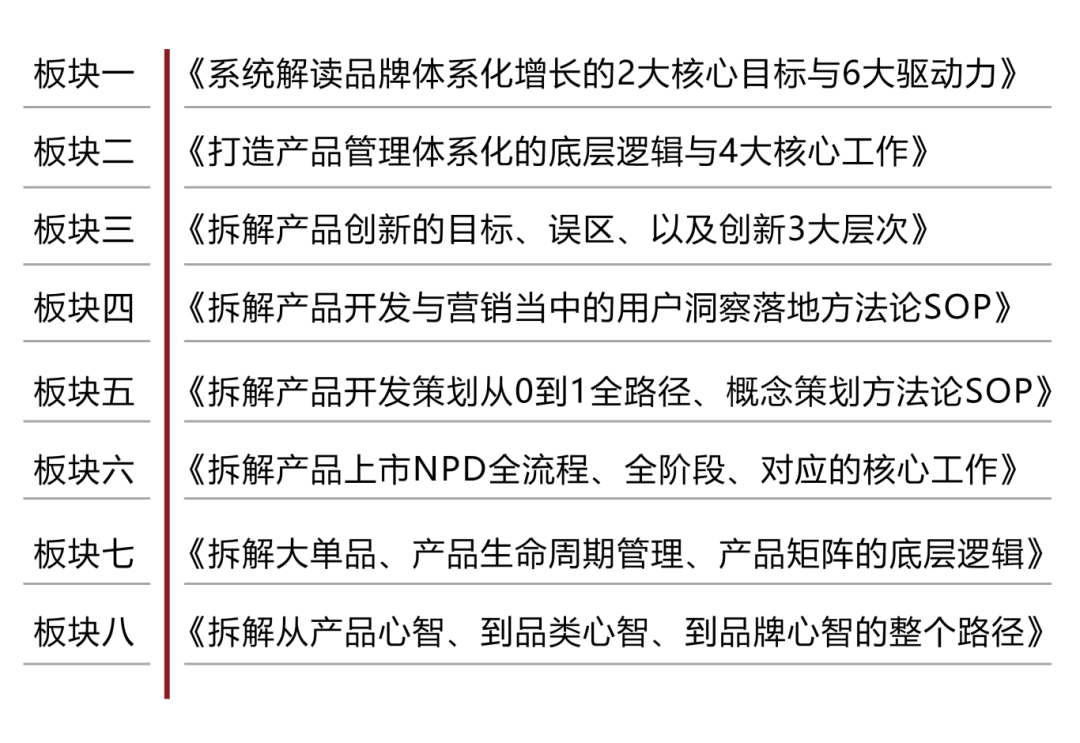 板块一 《系统解读品牌体系化增长的2大核心目标与6大驱动力》
板块二 《打造产品管理体系化的底层逻辑与4大核心工作》
板块三 《拆解产品创新的目标、误区、以及创新3大层次》
板块四 《拆解产品开发与营销当中的用户洞察落地方法论SOP》
板块五 《拆解产品开发策划从0到1全路径、概念策划方法论SOP》
板块六 《拆解产品上市NPD全流程、全阶段、对应的核心工作》
板块七 《拆解大单品、产品生命周期管理、产品矩阵的底层逻辑》
板块八 《拆解从产品心智、到品类心智、到品牌心智的整个路径》